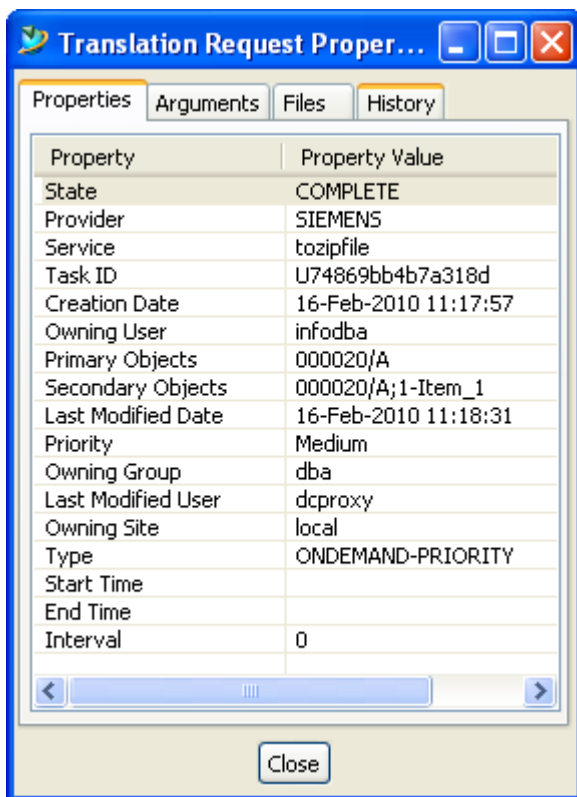 Translation Request Proper...
Properties Arguments Files History
Property Property Value
State COMPLETE
Provider SIEMENS
Service tozipfile
Task ID U74869bb4b7a318d
Creation Date 16-Feb-2010 11:17:57
Owning User infodba
Primary Objects 000020/A
Secondary Objects 000020/A;1-Item_1
Last Modified Date 16-Feb-2010 11:18:31
Priority Medium
Owning Group dba
Last Modified User dcproxy
Owning Site local
Type ONDEMAND-PRIORITY
Start Time
End Time
Interval 0
Close